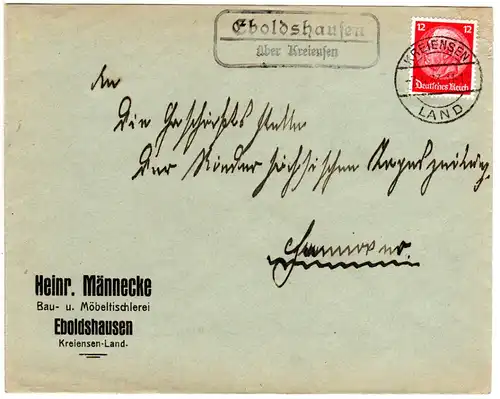 Eboldshausen
über Kreiensen
12 12
Deutsches Reich
KREIENSEN
LAND
An
Die Geschäftsstelle
Der Niedersächsischen Tageszeitung
Hannover.
Heinr. Männecke
Bau- u. Möbeltischlerei
Eboldshausen
Kreiensen-Land.